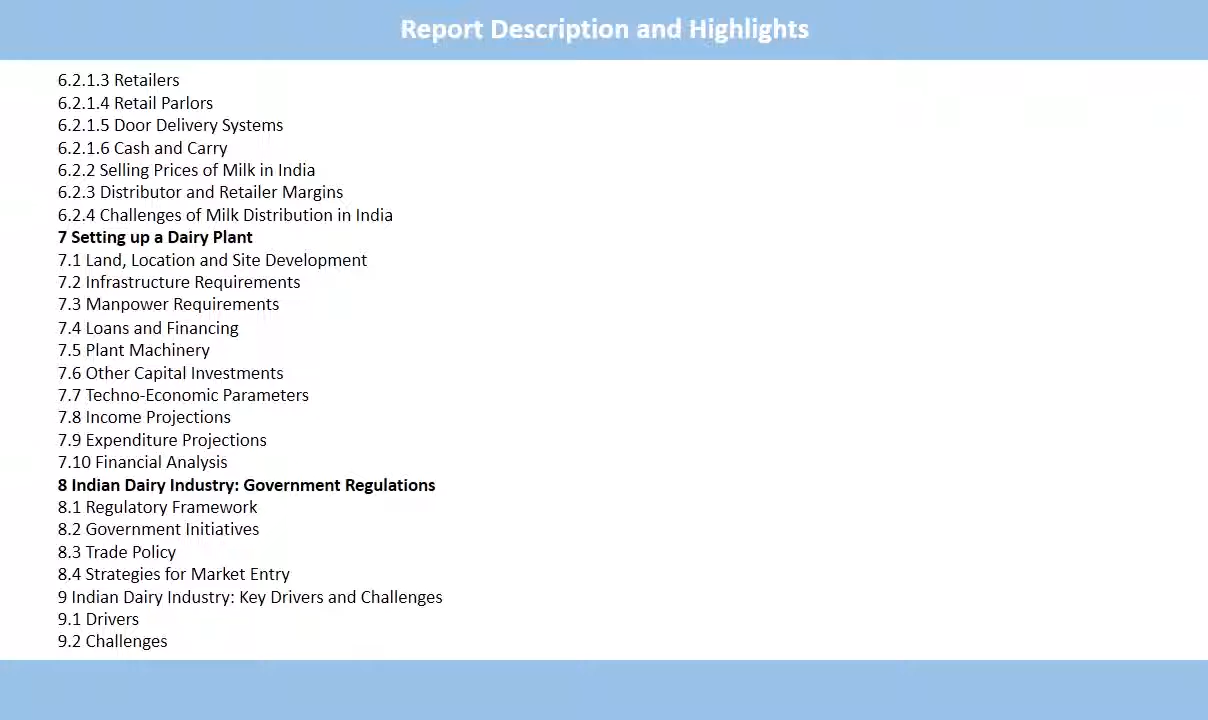 Report Description and Highlights
6.2.1.3 Retailers
6.2.1.4 Retail Parlors
6.2.1.5 Door Delivery Systems
6.2.1.6 Cash and Carry
6.2.2 Selling Prices of Milk in India
6.2.3 Distributor and Retailer Margins
6.2.4 Challenges of Milk Distribution in India
7 Setting up a Dairy Plant
7.1 Land, Location and Site Development
7.2 Infrastructure Requirements
7.3 Manpower Requirements
7.4 Loans and Financing
7.5 Plant Machinery
7.6 Other Capital Investments
7.7 Techno-Economic Parameters
7.8 Income Projections
7.9 Expenditure Projections
7.10 Financial Analysis
8 Indian Dairy Industry: Government Regulations
8.1 Regulatory Framework
8.2 Government Initiatives
8.3 Trade Policy
8.4 Strategies for Market Entry
9 Indian Dairy Industry: Key Drivers and Challenges
9.1 Drivers
9.2 Challenges